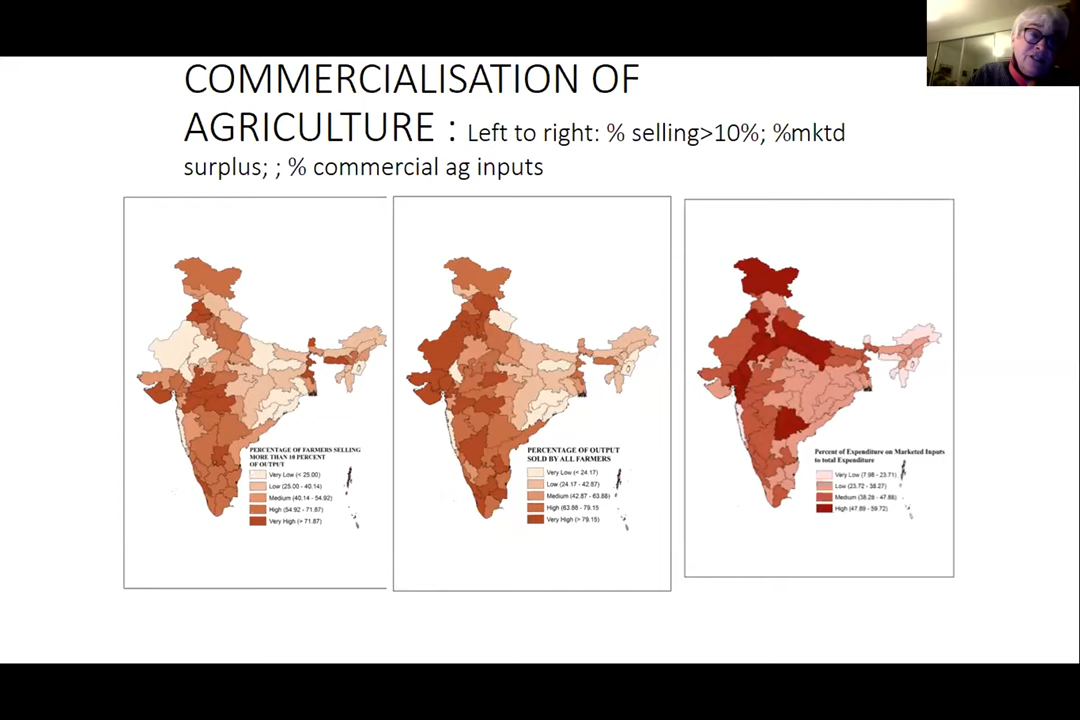 COMMERCIALISATION OF
AGRICULTURE : Left to right: % selling>10%; %mktd
surplus; ; % commercial ag inputs
PERCENTAGE OF FARMERS SELLING
MORE THAN 10 PERCENT
OF OUTPUT
Very Low (< 25.00)
Low (25.00 - 40.14)
Medium (40.14 - 54.92)
High (54.92 - 71.87)
Very High (> 71.87)
PERCENTAGE OF OUTPUT
SOLD BY ALL FARMERS
Very Low (< 24.17)
Low (24.17 - 42.87)
Medium (42.87 - 63.88)
High (63.88 - 79.15
Very High (> 79.15)
Percent of Expenditure on Marketed Inputs
to total Expenditure
Very Low (7.98 - 23.71)
Low (23.72 - 38.27)
Medium (38.28 - 47.88)
High (47.89 - 59.72)